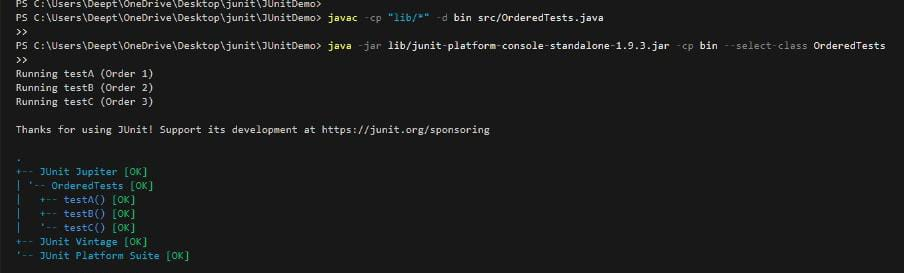 PS C:\Users\Deept\OneDrive\Desktop\junit\JUnitDemo>
PS C:\Users\Deept\OneDrive\Desktop\junit\JUnitDemo> javac -cp "lib/*" -d bin src/OrderedTests.java
>>
PS C:\Users\Deept\OneDrive\Desktop\junit\JUnitDemo> java -jar lib/junit-platform-console-standalone-1.9.3.jar -cp bin --select-class OrderedTests
>>
Running testA (Order 1)
Running testB (Order 2)
Running testC (Order 3)
Thanks for using JUnit! Support its development at https://junit.org/sponsoring
.
+-- JUnit Jupiter [OK]
| '-- OrderedTests [OK]
|   +-- testA() [OK]
|   +-- testB() [OK]
|   '-- testC() [OK]
+-- JUnit Vintage [OK]
'-- JUnit Platform Suite [OK]